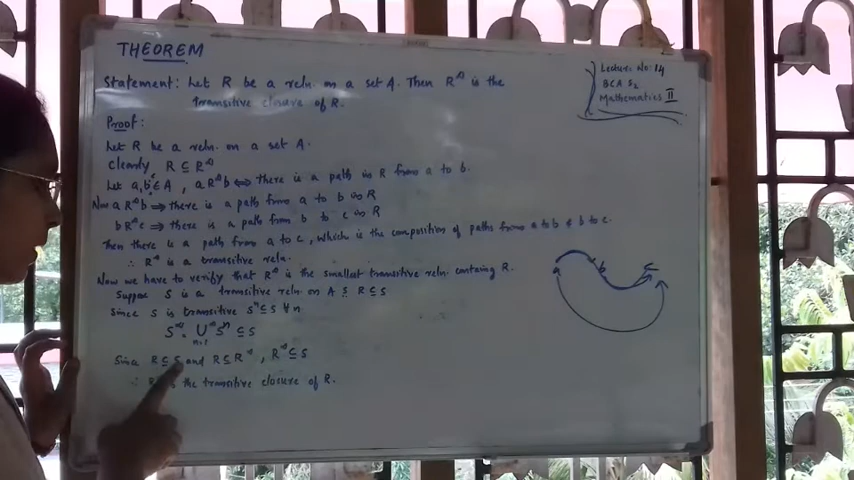 THEOREM
Statement: Let R be a reln. on a set A. Then R^∞ is the
transitive closure of R.
Lecture No: 14
BCA S2
Mathematics II
Proof:
Let R be a reln. on a set A.
Clearly, R ⊆ R^∞
Let a, b, c ∈ A, a R^∞ b ⟺ there is a path in R from a to b.
Now a R^∞ b ⟹ there is a path from a to b in R
b R^∞ c ⟹ there is a path from b to c in R
Then there is a path from a to c, which is the composition of paths from a to b & b to c.
∴ R^∞ is a transitive reln.
a b c
Now we have to verify that R^∞ is the smallest transitive reln. containg R.
Suppose S is a transitive reln on A & R ⊆ S
Since S is transitive S^n ⊆ S ∀ n
S^∞ = ∪_{n=1}^∞ S^n ⊆ S
Since R ⊆ S and R ⊆ R^∞, R^∞ ⊆ S
∴ the transitive closure of R.